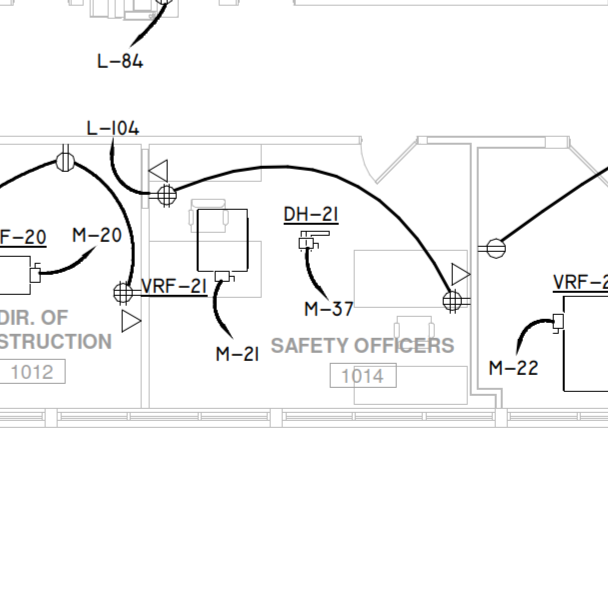 L-84
L-104
DH-21
F-20
M-20
VRF-21
VRF-2
M-37
DIR. OF
STRUCTION
1012
M-21
SAFETY OFFICERS
1014
M-22